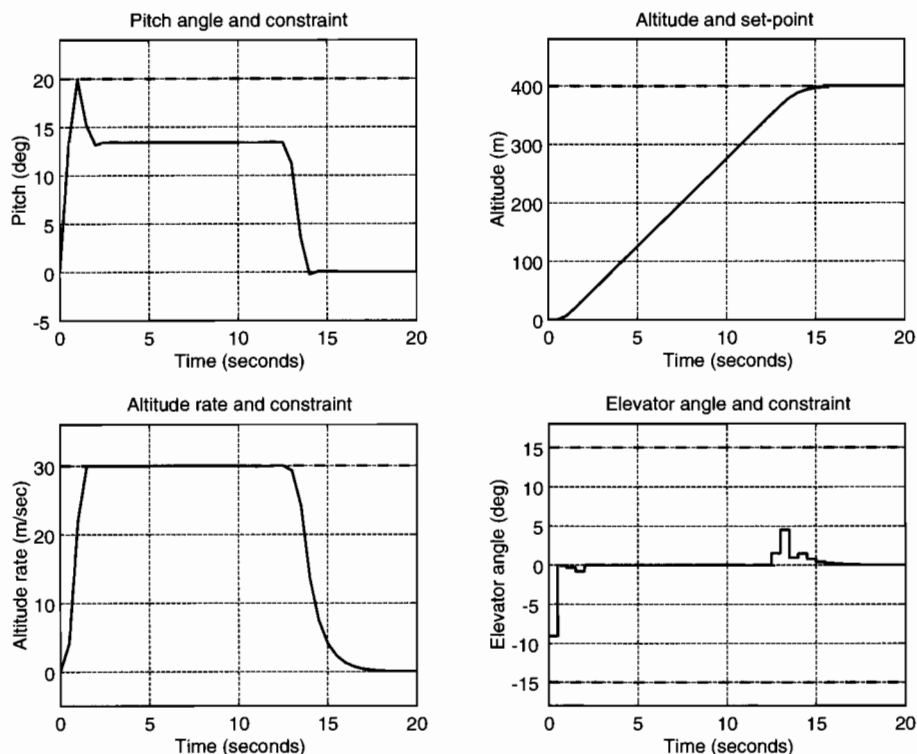 Pitch angle and constraint
20
15
10
5
0
-5
Pitch (deg)
0 5 10 15 20
Time (seconds)
Altitude and set-point
400
300
200
100
0
Altitude (m)
0 5 10 15 20
Time (seconds)
Altitude rate and constraint
30
20
10
0
Altitude rate (m/sec)
0 5 10 15 20
Time (seconds)
Elevator angle and constraint
15
10
5
0
-5
-10
-15
Elevator angle (deg)
0 5 10 15 20
Time (seconds)